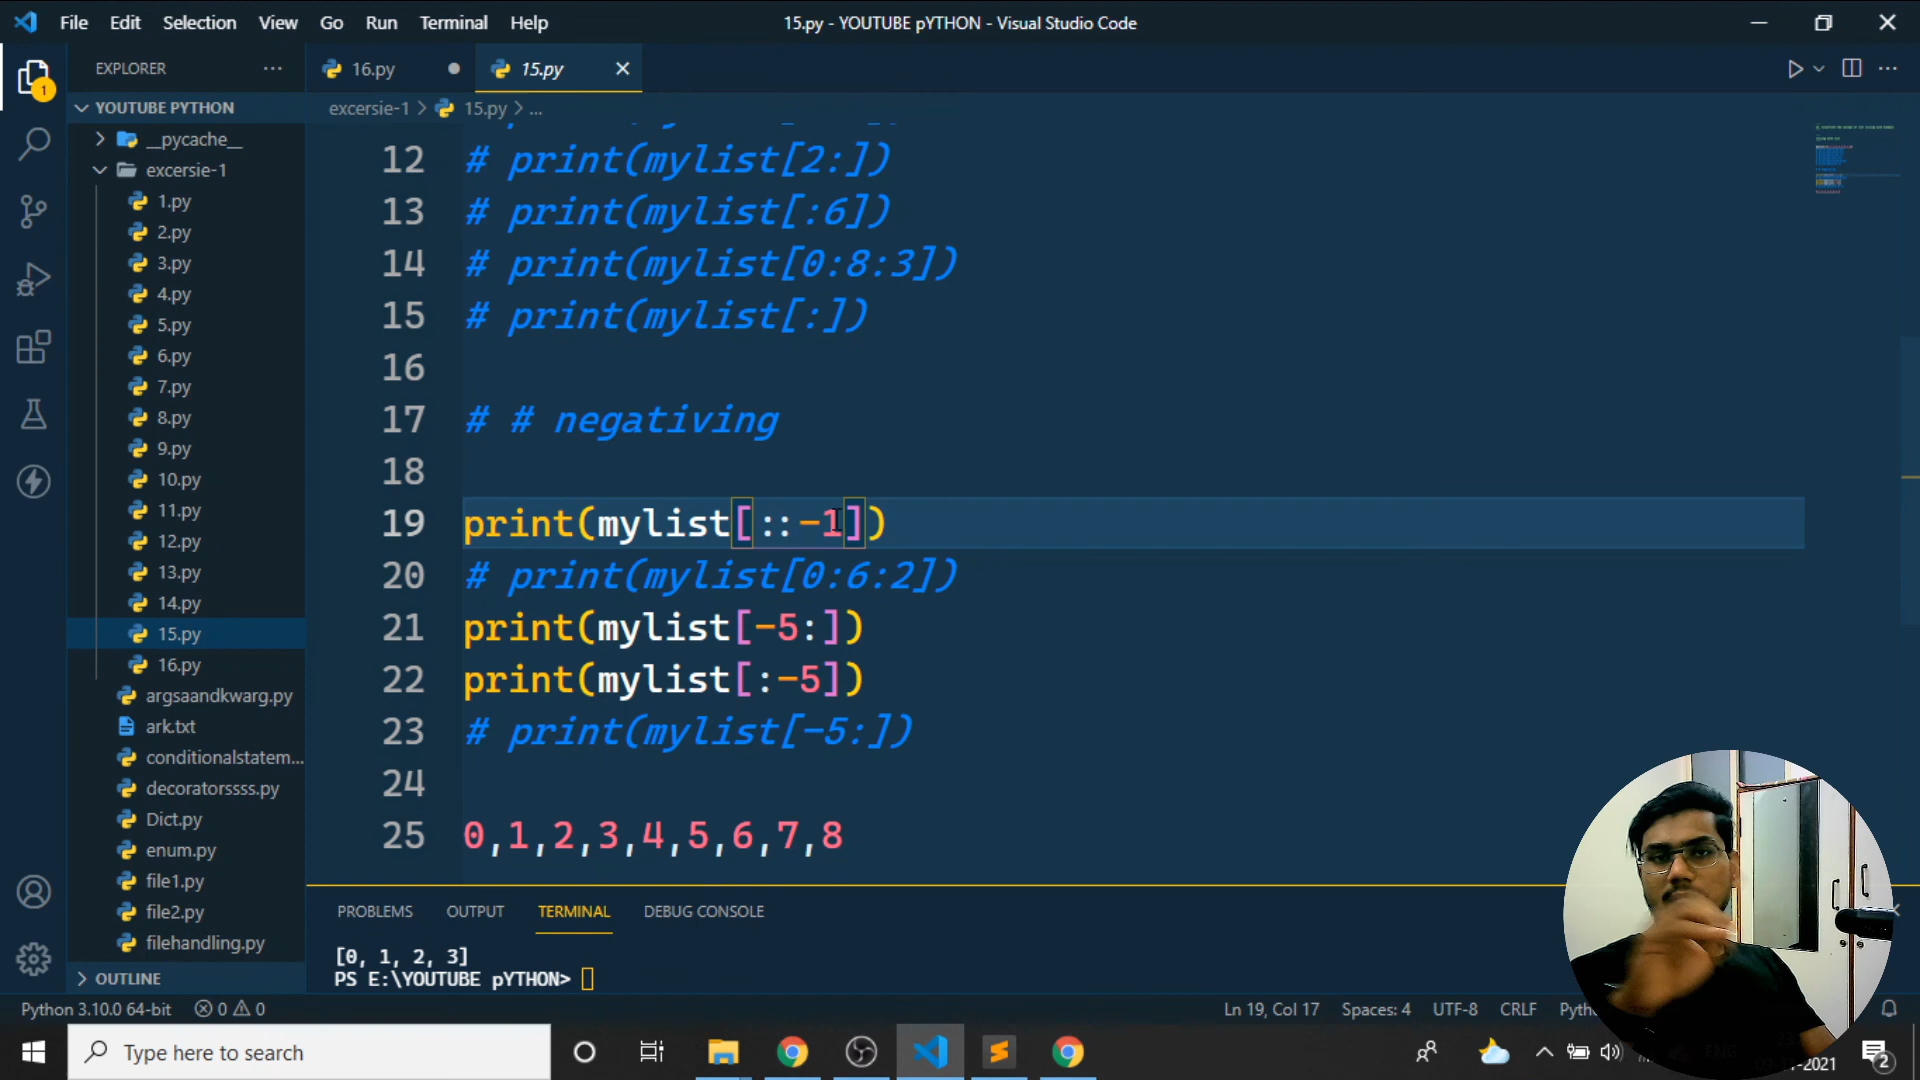 File Edit Selection View Go Run Terminal Help
15.py - YOUTUBE pYTHON - Visual Studio Code
EXPLORER
16.py
15.py
YOUTUBE PYTHON
excersie-1 > 15.py > ...
__pycache__
excersie-1
1.py
2.py
3.py
4.py
5.py
6.py
7.py
8.py
9.py
10.py
11.py
12.py
13.py
14.py
15.py
16.py
argsaandkwarg.py
ark.txt
conditionalstatem...
decoratorssss.py
Dict.py
enum.py
file1.py
file2.py
filehandling.py
OUTLINE
12 # print(mylist[2:])
13 # print(mylist[:6])
14 # print(mylist[0:8:3])
15 # print(mylist[:])
16
17 # # negativing
18
19 print(mylist[::-1])
20 # print(mylist[0:6:2])
21 print(mylist[-5:])
22 print(mylist[:-5])
23 # print(mylist[-5:])
24
25 0,1,2,3,4,5,6,7,8
PROBLEMS OUTPUT TERMINAL DEBUG CONSOLE
[0, 1, 2, 3]
PS E:\YOUTUBE pYTHON>
1
Python 3.10.0 64-bit 0 0 Ln 19, Col 17 Spaces: 4 UTF-8 CRLF
Type here to search
2